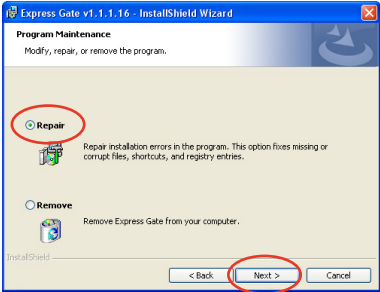 Express Gate v1.1.1.16 - InstallShield Wizard
Program Maintenance
Modify, repair, or remove the program.
Repair
Repair installation errors in the program. This option fixes missing or
corrupt files, shortcuts, and registry entries.
Remove
Remove Express Gate from your computer.
InstallShield
< Back
Next >
Cancel